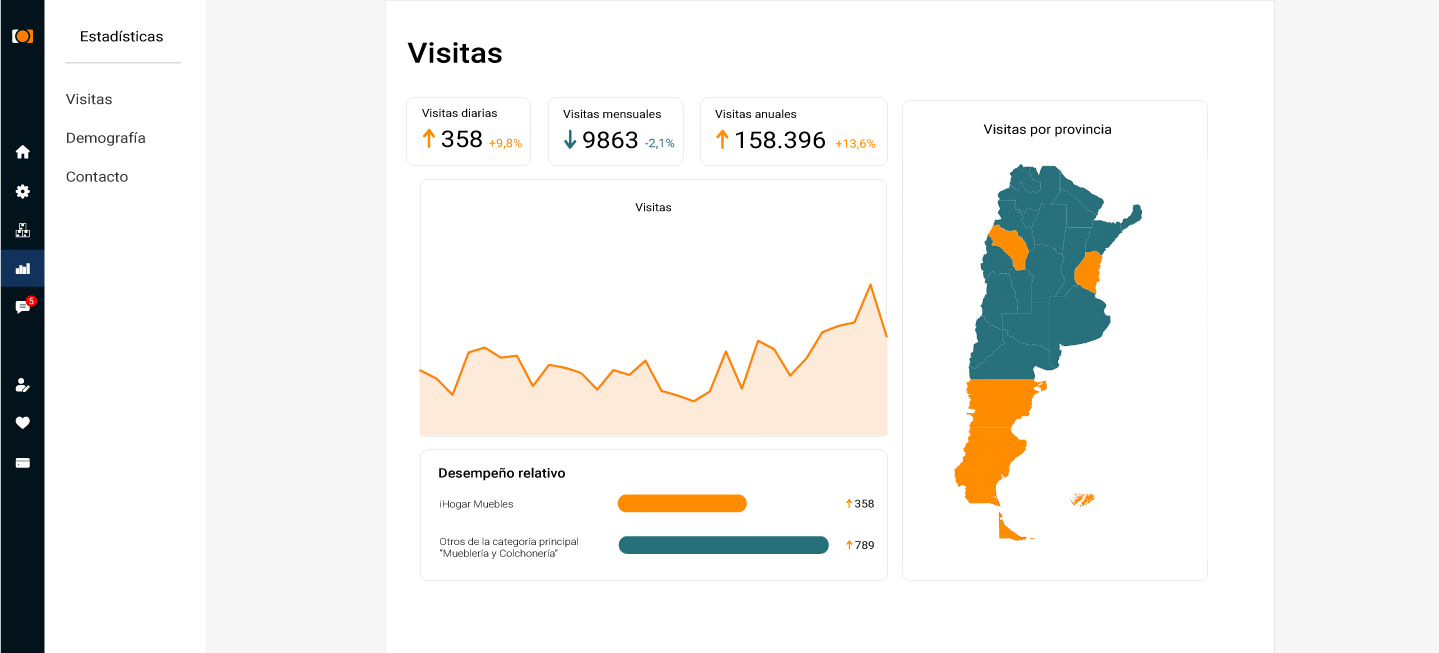 Estadísticas
Visitas
Demografía
Contacto
5
Visitas
Visitas diarias
358 +9,8%
Visitas mensuales
9863 -2,1%
Visitas anuales
158.396 +13,6%
Visitas
Desempeño relativo
iHogar Muebles
358
Otros de la categoría principal
“Mueblería y Colchonería”
789
Visitas por provincia